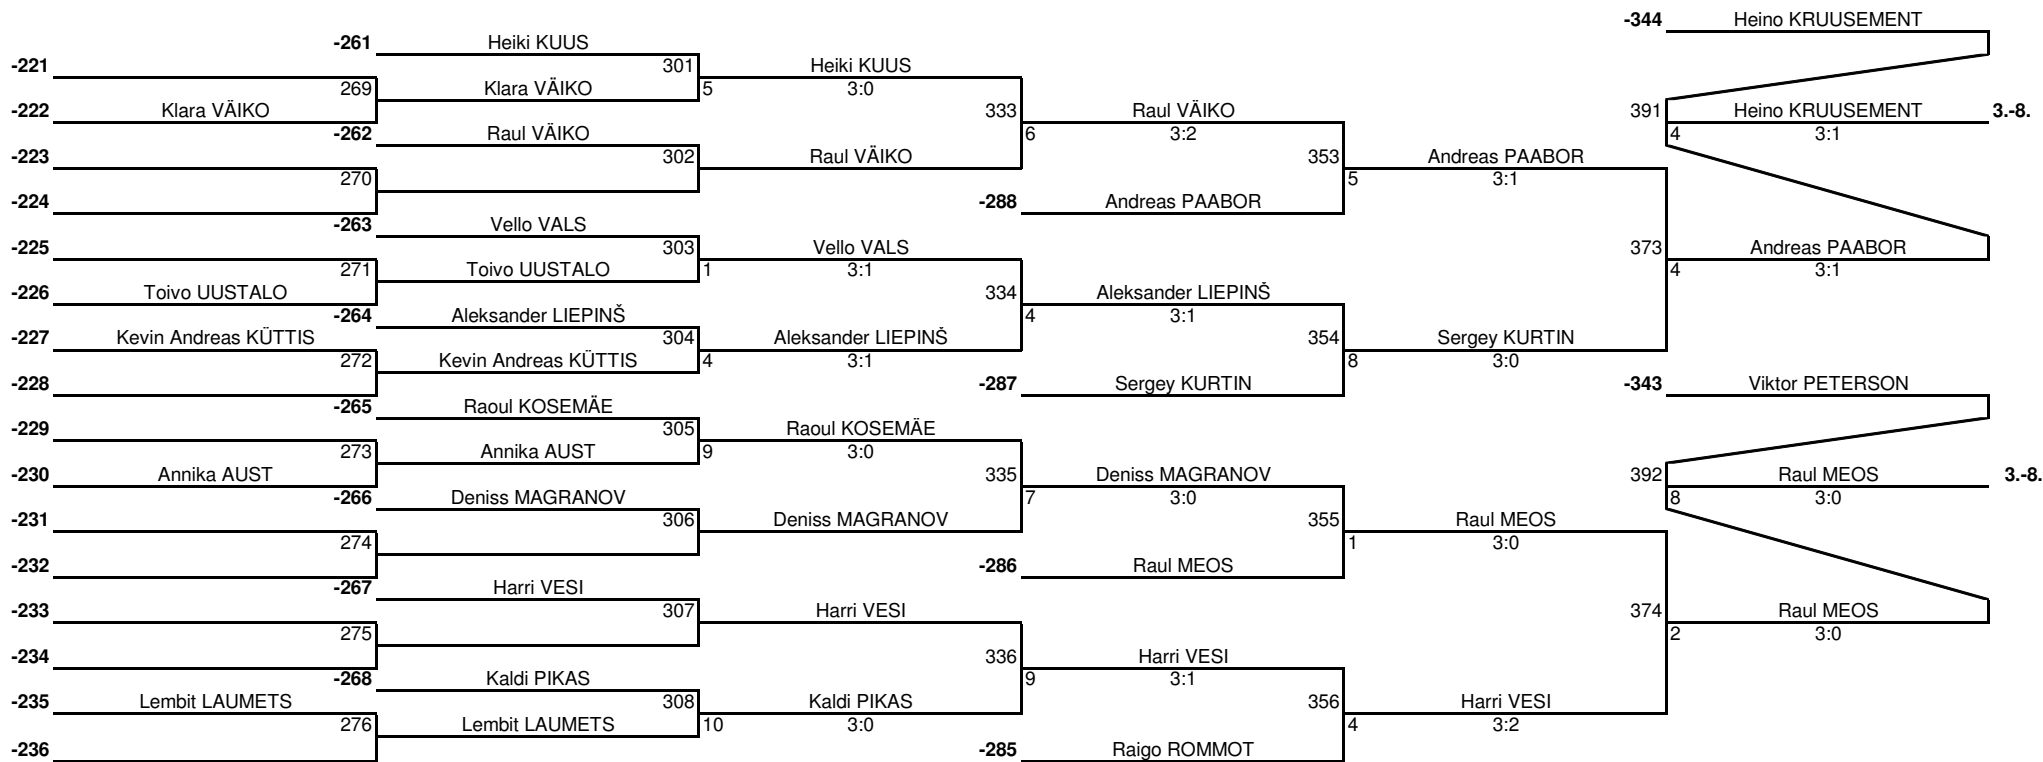 -344 Heino KRUUSEMENT
-261 Heiki KUUS
-221 301 Heiki KUUS
269 Klara VÄIKO 5 3:0
-222 Klara VÄIKO 333 Raul VÄIKO 391 Heino KRUUSEMENT 3.-8.
-262 Raul VÄIKO 6 3:2 4 3:1
-223 302 Raul VÄIKO 353 Andreas PAABOR
270 5 3:1
-224 -288 Andreas PAABOR
-263 Vello VALS
-225 303 Vello VALS 373 Andreas PAABOR
271 Toivo UUSTALO 1 3:1 4 3:1
-226 Toivo UUSTALO 334 Aleksander LIEPINŠ
-264 Aleksander LIEPINŠ 4 3:1
-227 Kevin Andreas KÜTTIS 304 Aleksander LIEPINŠ 354 Sergey KURTIN
272 Kevin Andreas KÜTTIS 4 3:1 8 3:0
-228 -287 Sergey KURTIN -343 Viktor PETERSON
-265 Raoul KOSEMÄE
-229 305 Raoul KOSEMÄE
273 Annika AUST 9 3:0
-230 Annika AUST 335 Deniss MAGRANOV 392 Raul MEOS 3.-8.
-266 Deniss MAGRANOV 7 3:0 8 3:0
-231 306 Deniss MAGRANOV 355 Raul MEOS
274 1 3:0
-232 -286 Raul MEOS
-267 Harri VESI
-233 307 Harri VESI 374 Raul MEOS
275 2 3:0
-234 336 Harri VESI
-268 Kaldi PIKAS 9 3:1
-235 Lembit LAUMETS 308 Kaldi PIKAS 356 Harri VESI
276 Lembit LAUMETS 10 3:0 4 3:2
-236 -285 Raigo ROMMOT